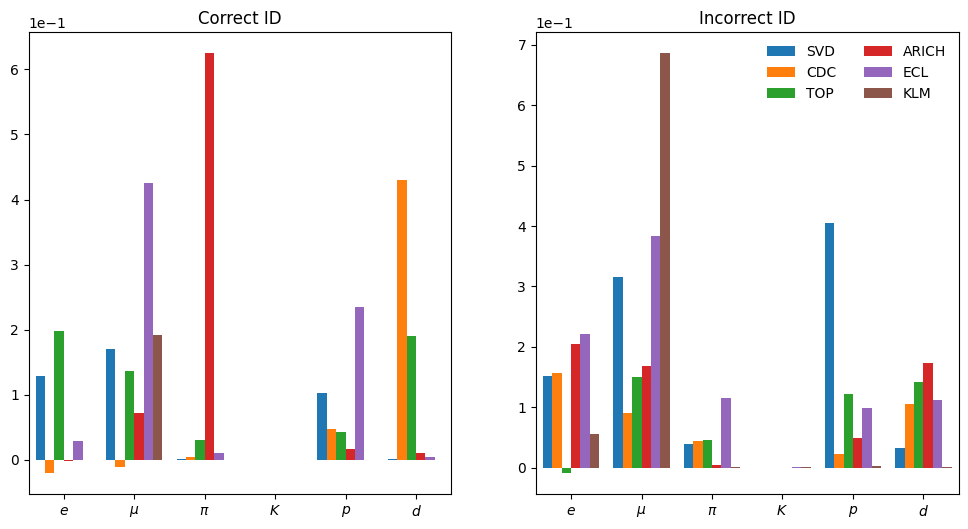 Correct ID
1e−1
6
5
4
3
2
1
0
e μ π K p d
Incorrect ID
1e−1
7
6
5
4
3
2
1
0
e μ π K p d
SVD ARICH
CDC ECL
TOP KLM